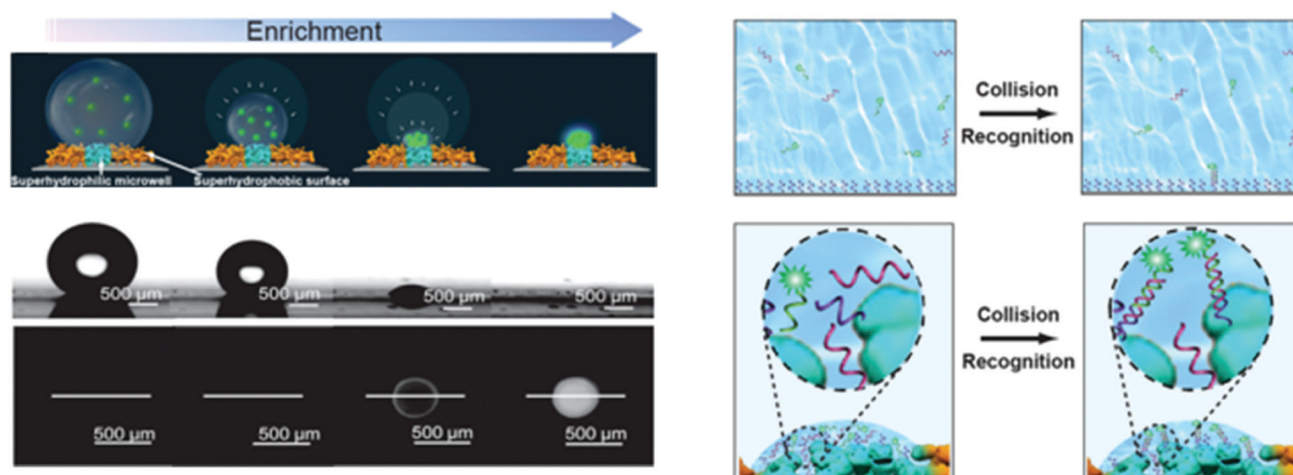 Enrichment
Superhydrophilic microwell
Superhydrophobic surface
500 μm
500 μm
500 μm
500 μm
500 μm
500 μm
500 μm
500 μm
Collision
Recognition
Collision
Recognition